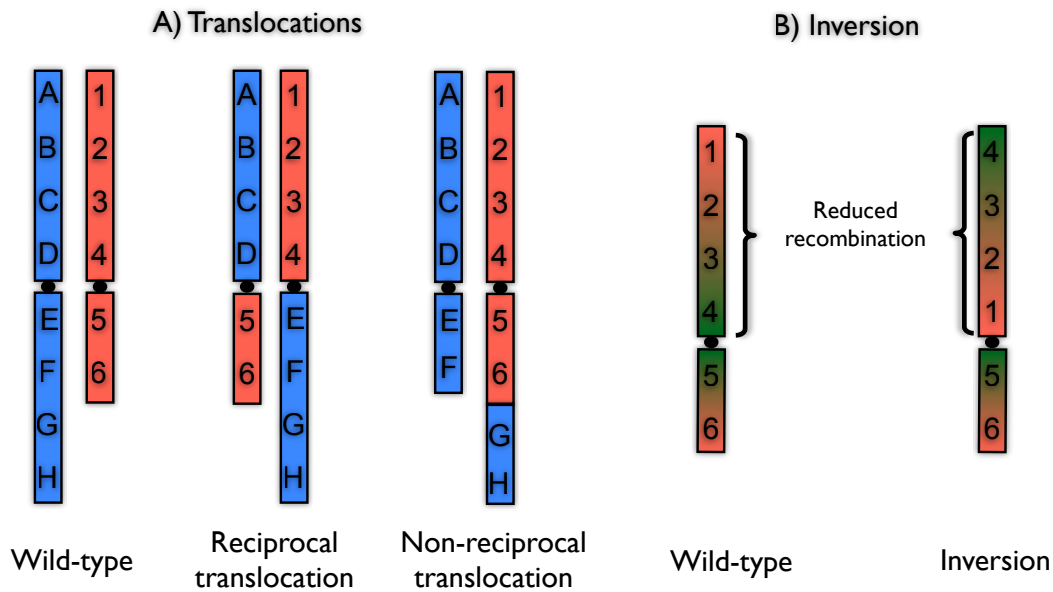 A) Translocations
A
B
C
D
E
F
G
H
1
2
3
4
5
6
Wild-type
A
B
C
D
5
6
1
2
3
4
E
F
G
H
Reciprocal
translocation
A
B
C
D
E
F
1
2
3
4
5
6
G
H
Non-reciprocal
translocation
B) Inversion
1
2
3
4
5
6
Wild-type
Reduced
recombination
4
3
2
1
5
6
Inversion